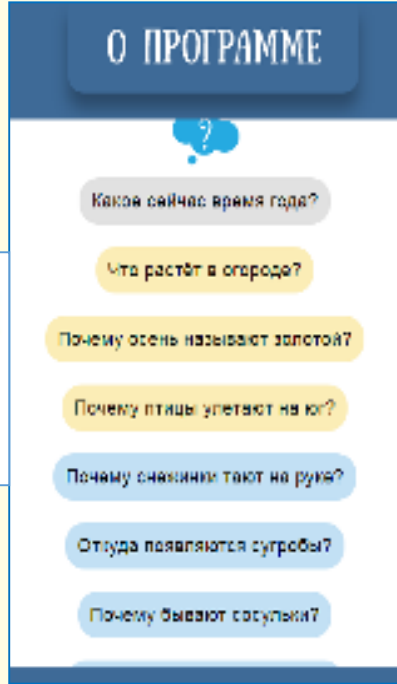 О ПРОГРАММЕ
?
Какое сейчас время года?
Что растёт в огороде?
Почему осень называют золотой?
Почему птицы улетают на юг?
Почему снежинки тают на руке?
Откуда появляются сугробы?
Почему бывают сосульки?